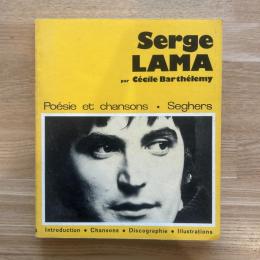 Serge
LAMA
par Cécile Barthélemy
Poésie et chansons • Seghers
Introduction • Chansons • Discographie • Illustrations